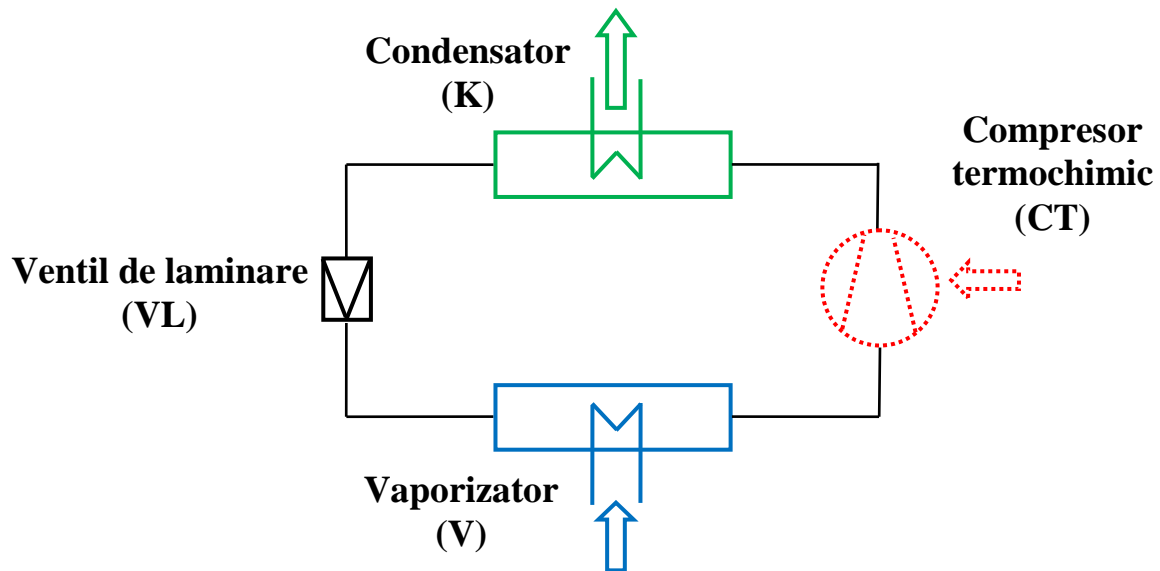 Condensator
(K)
Compresor
termochimic
(CT)
Ventil de laminare
(VL)
Vaporizator
(V)